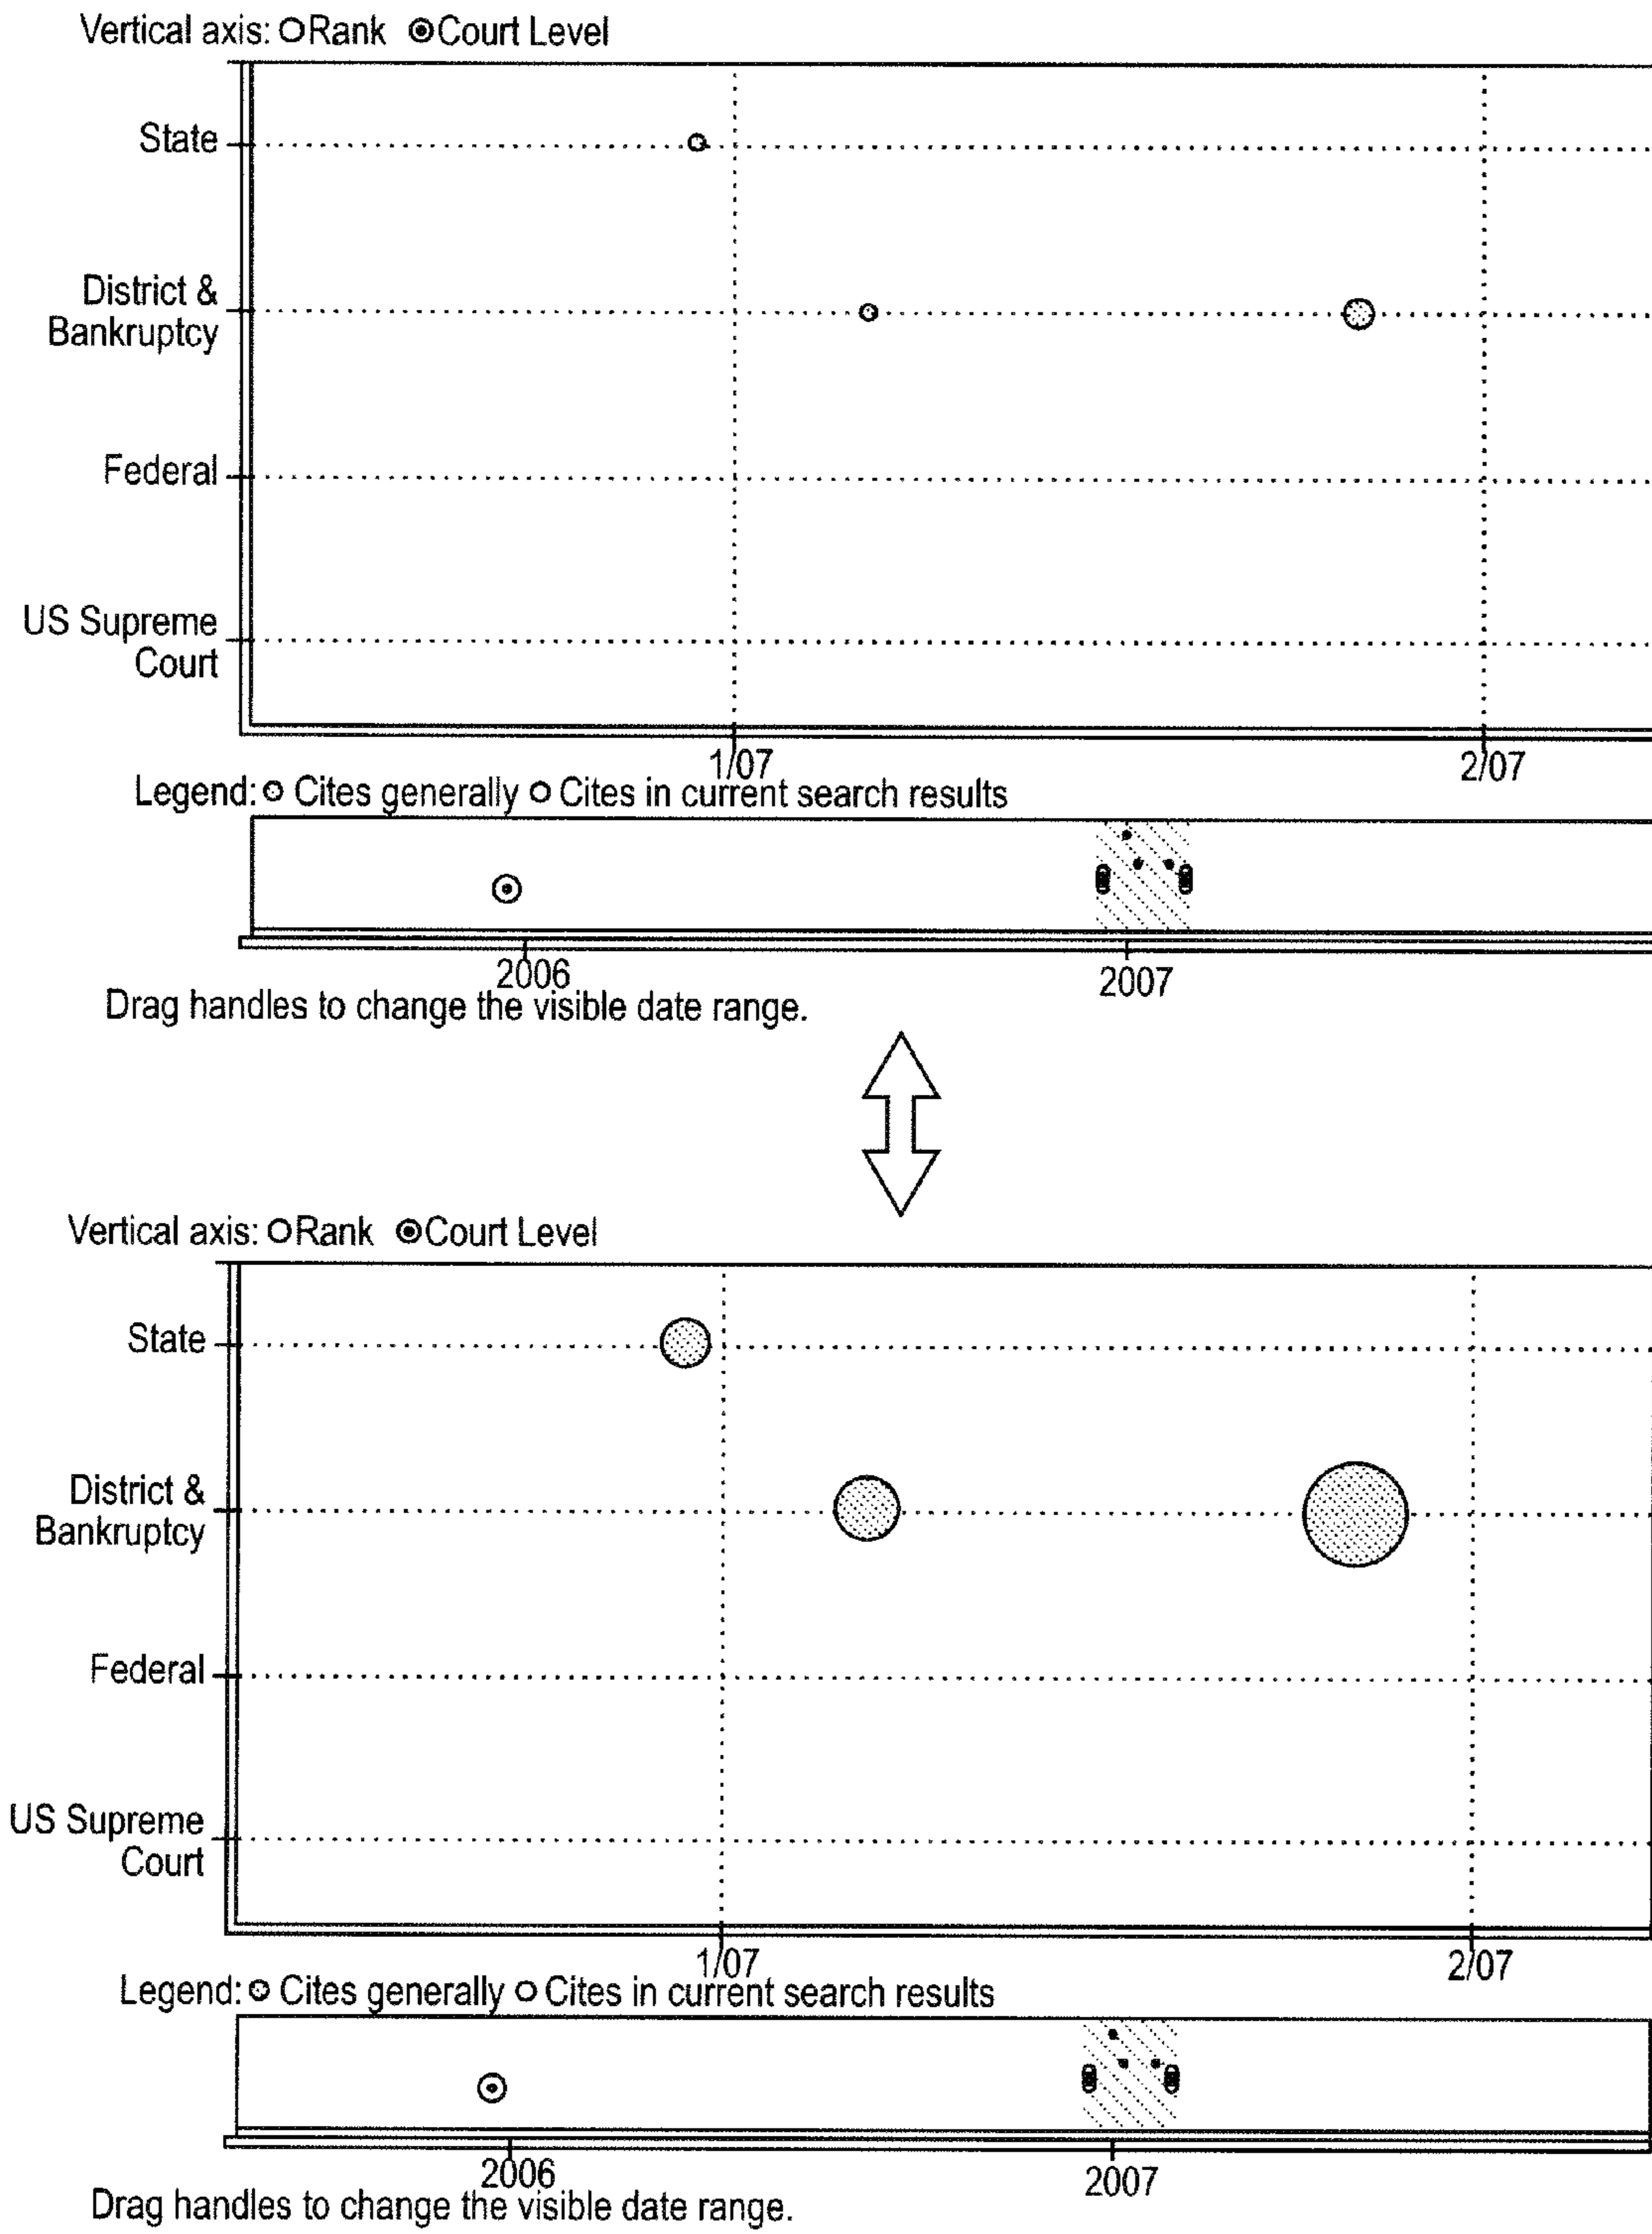 Vertical axis: Rank Court Level
State
District &
Bankruptcy
Federal
US Supreme
Court
1/07 2/07
Legend: Cites generally Cites in current search results
2006 2007
Drag handles to change the visible date range.
Vertical axis: Rank Court Level
State
District &
Bankruptcy
Federal
US Supreme
Court
1/07 2/07
Legend: Cites generally Cites in current search results
2006 2007
Drag handles to change the visible date range.